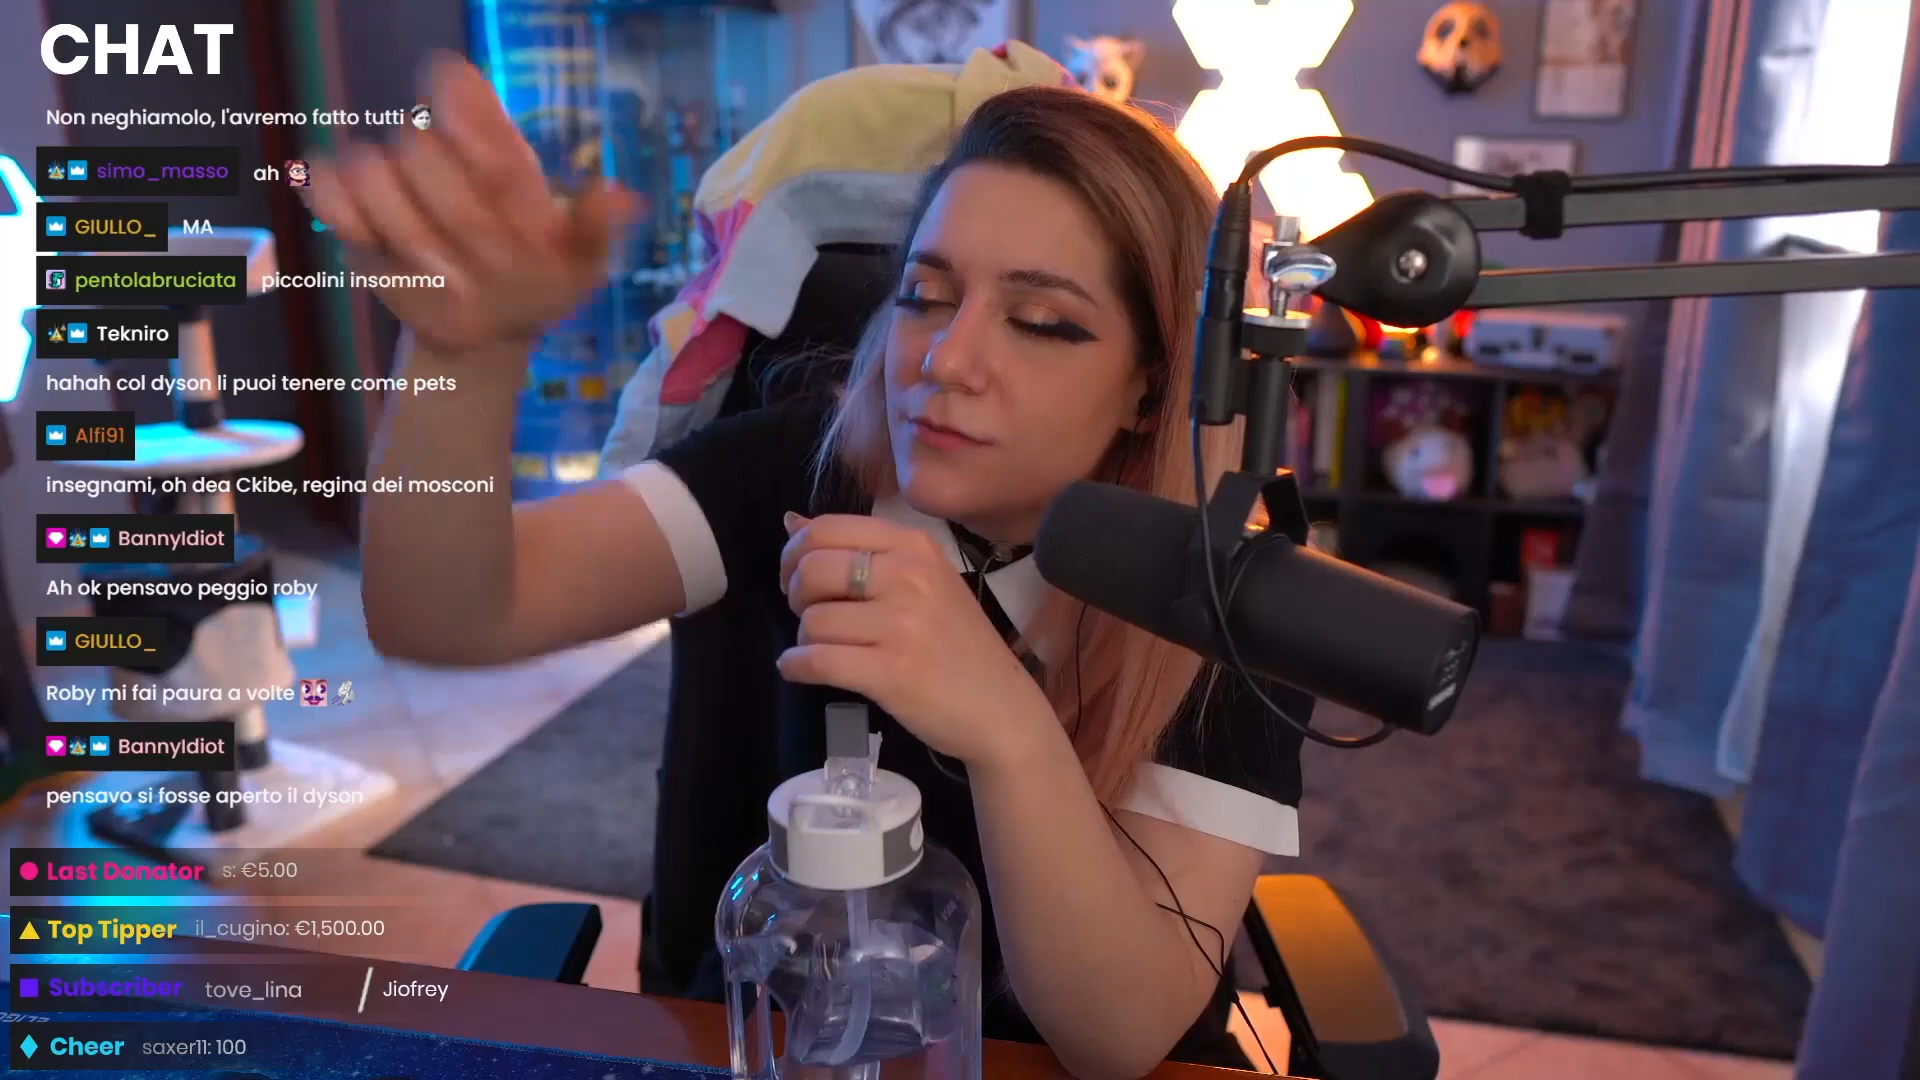 CHAT
Non neghiamolo, l'avremo fatto tutti
simo_masso ah
GIULLO_ MA
pentolabruciata piccolini insomma
Tekniro
hahah col dyson li puoi tenere come pets
Alfi91
insegnami, oh dea Ckibe, regina dei mosconi
BannyIdiot
Ah ok pensavo peggio roby
GIULLO_
Roby mi fai paura a volte
BannyIdiot
pensavo si fosse aperto il dyson
Last Donator s: €5.00
Top Tipper il_cugino: €1,500.00
Subscriber tove_lina / Jiofrey
Cheer saxer11: 100